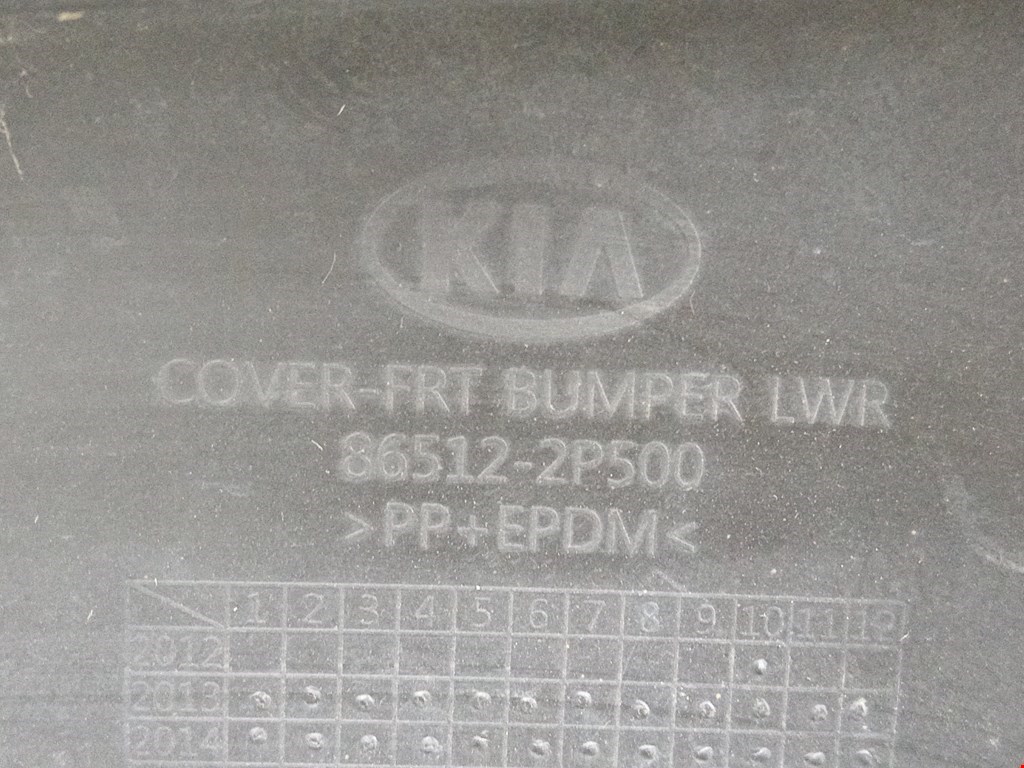 KIA
COVER-FRT BUMPER LWR
86512-2P500
>PP+EPDM<
1 2 3 4 5 6 7 8 9 10 11 12
2012
2013
2014